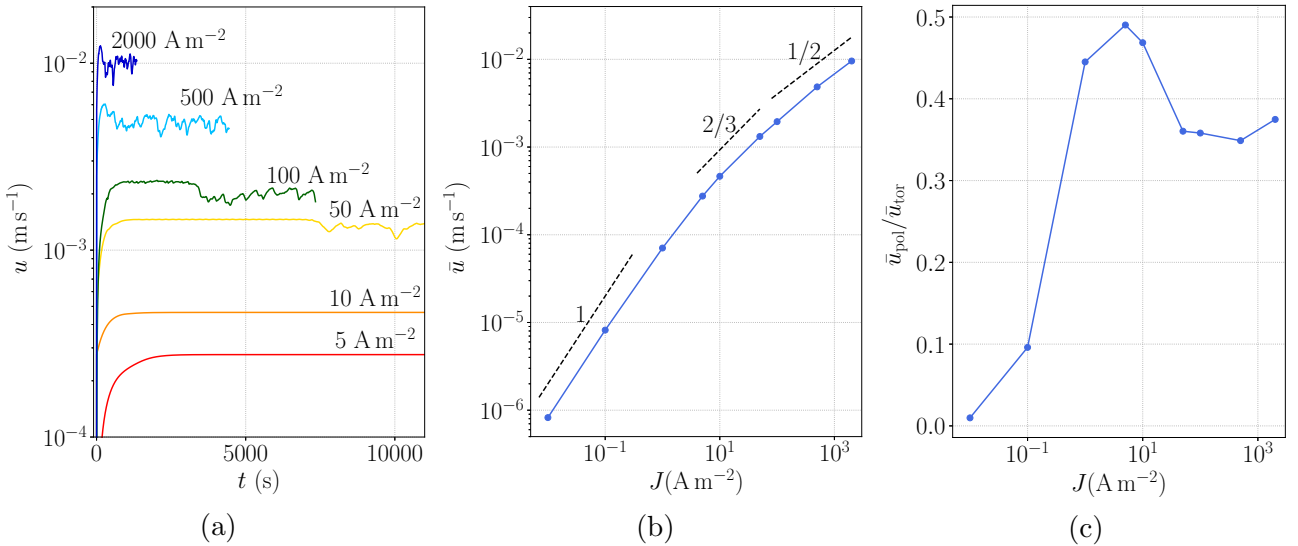 10⁻²
10⁻³
10⁻⁴
u (m s⁻¹)
2000 A m⁻²
500 A m⁻²
100 A m⁻²
50 A m⁻²
10 A m⁻²
5 A m⁻²
0 5000 10000
t (s)
(a)
10⁻²
10⁻³
10⁻⁴
10⁻⁵
10⁻⁶
ū (m s⁻¹)
1/2
2/3
1
10⁻¹ 10¹ 10³
J(A m⁻²)
(b)
0.5
0.4
0.3
0.2
0.1
0.0
ū_pol/ū_tor
10⁻¹ 10¹ 10³
J(A m⁻²)
(c)